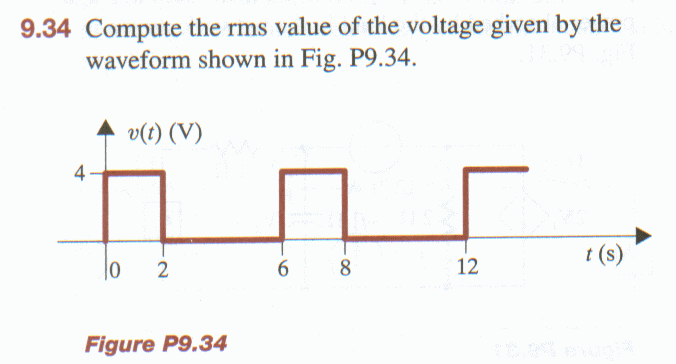 9.34 Compute the rms value of the voltage given by the
waveform shown in Fig. P9.34.
v(t) (V)
4
0 2 6 8 12 t (s)
Figure P9.34